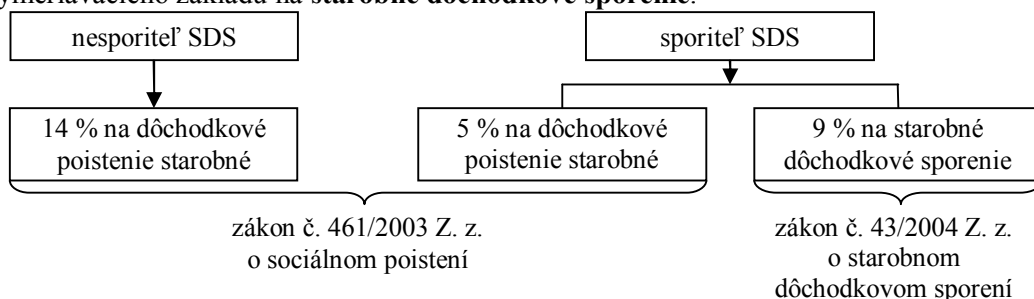 vymeriavacieho základu na starobné dôchodkové sporenie.
nesporiteľ SDS
sporiteľ SDS
14 % na dôchodkové
poistenie starobné
5 % na dôchodkové
poistenie starobné
9 % na starobné
dôchodkové sporenie
zákon č. 461/2003 Z. z.
o sociálnom poistení
zákon č. 43/2004 Z. z.
o starobnom
dôchodkovom sporení